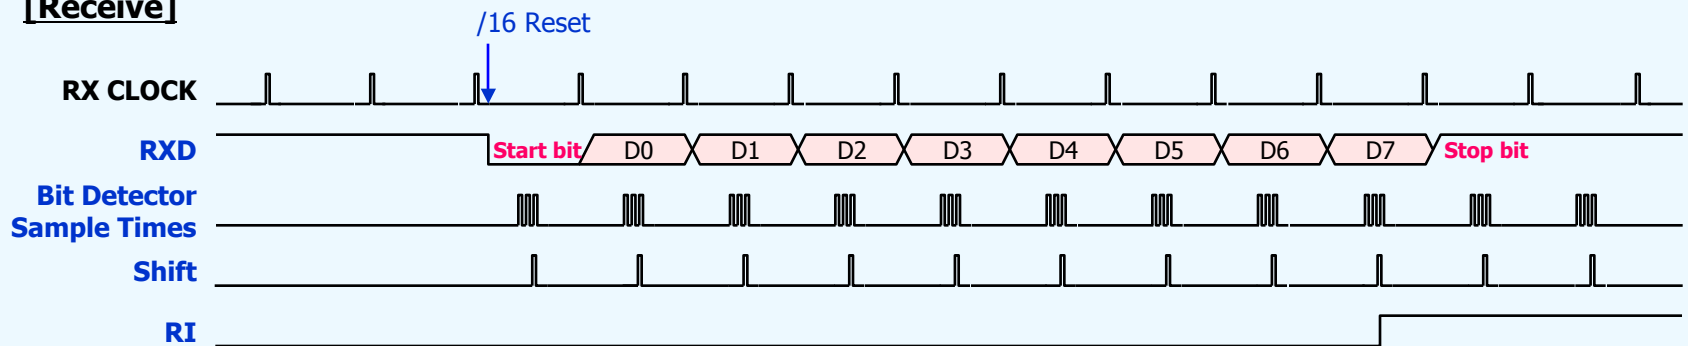 [Receive]
/16 Reset
RX CLOCK
RXD
Start bit D0 D1 D2 D3 D4 D5 D6 D7 Stop bit
Bit Detector
Sample Times
Shift
RI